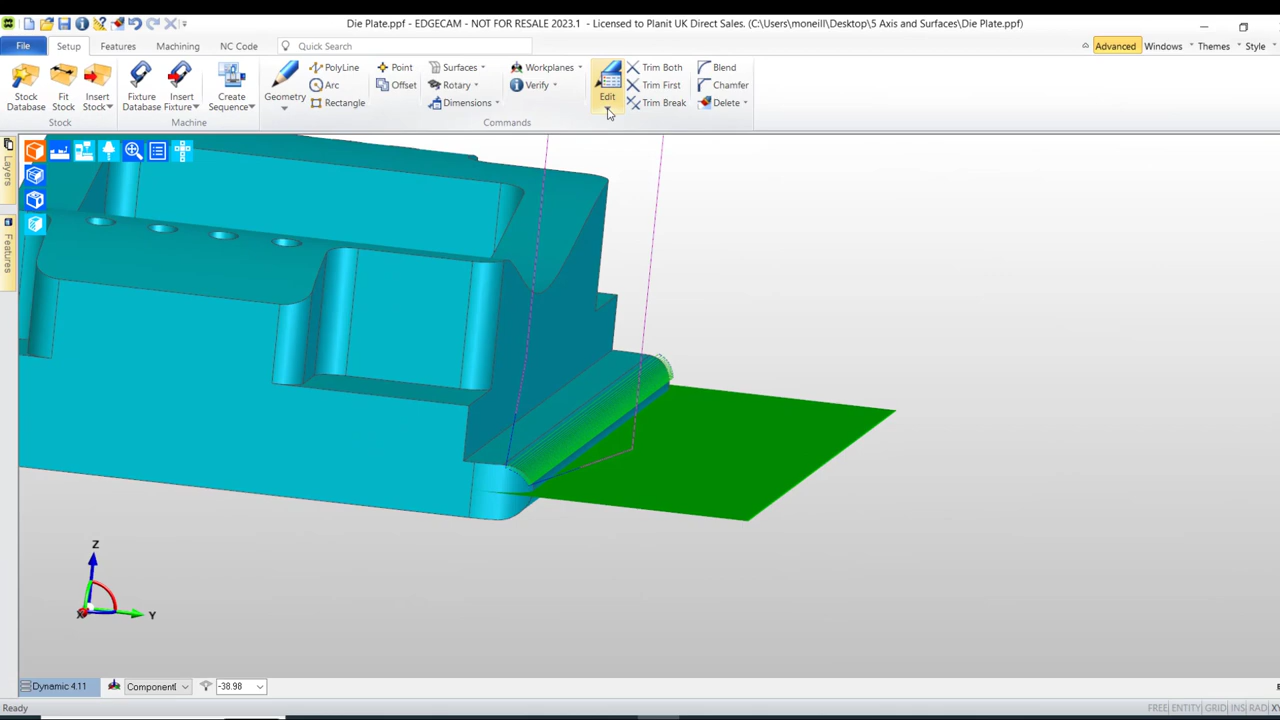 Die Plate.ppf - EDGECAM - NOT FOR RESALE 2023.1 - Licensed to Planit UK Direct Sales. (C:\Users\moneill\Desktop\5 Axis and Surfaces\Die Plate.ppf)
File Setup Features Machining NC Code Quick Search Advanced Windows Themes Style
Stock Database
Fit Stock
Insert Stock
Fixture Database
Insert Fixture
Create Sequence
Geometry
PolyLine
Arc
Rectangle
Point
Offset
Surfaces
Rotary
Dimensions
Workplanes
Verify
Edit
Trim Both
Trim First
Trim Break
Blend
Chamfer
Delete
Stock Machine Commands
Layers
Features
Z
X Y
Dynamic 4.11 Component -38.98
Ready FREE ENTITY GRID INS RAD XY